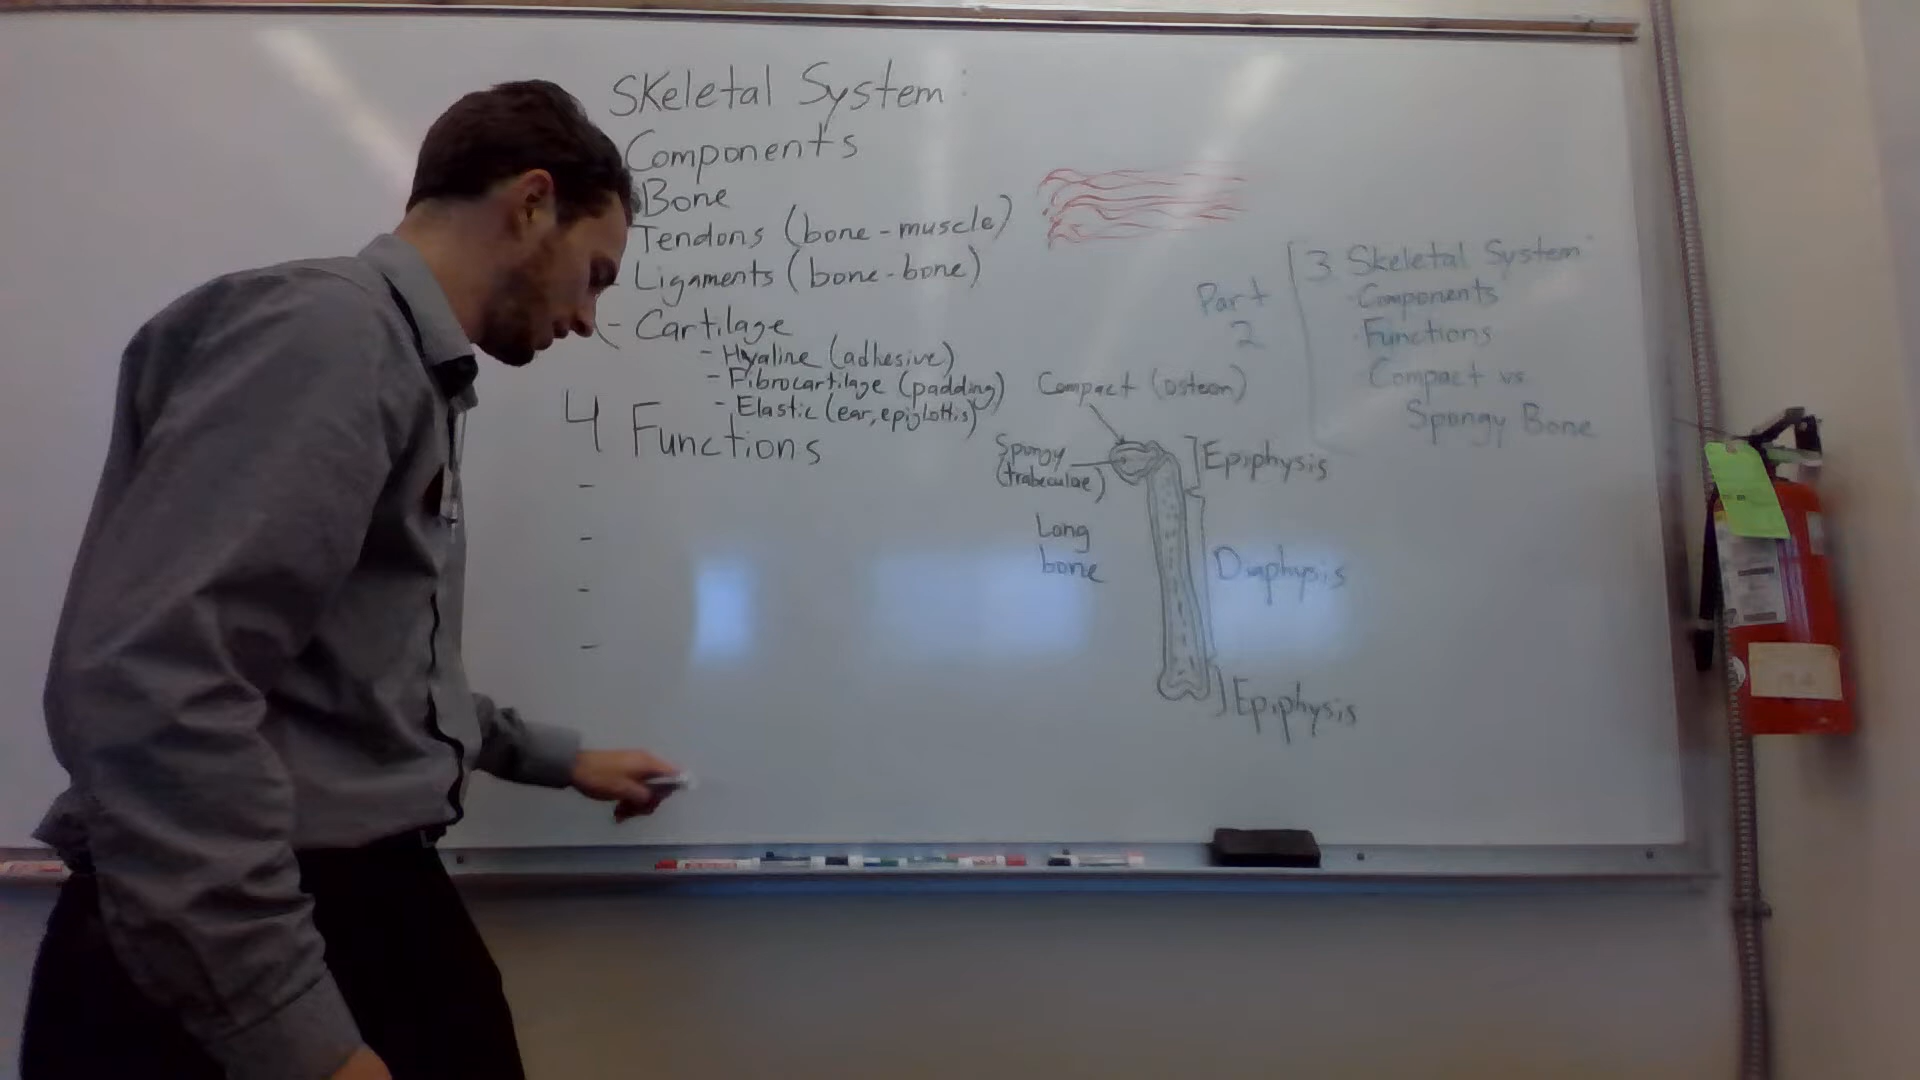 Skeletal System:
Components
Bone
Tendons (bone-muscle)
- Ligaments (bone-bone)
- Cartilage
- Hyaline (adhesive)
- Fibrocartilage (padding)
- Elastic (ear, epiglottis)
4 Functions
-
-
-
-
Part
2
3 Skeletal System
Components
Functions
Compact vs
Spongy Bone
Compact (osteon)
Spongy
(trabeculae)
Long
bone
Epiphysis
Diaphysis
Epiphysis